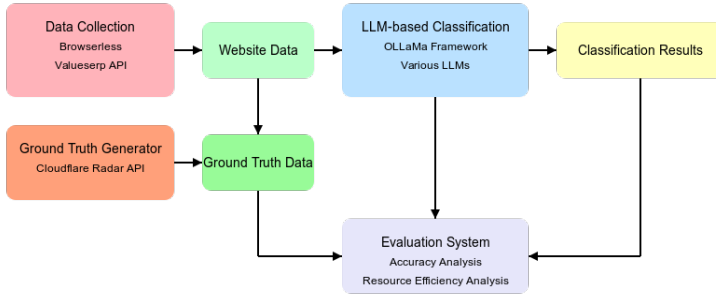 Data Collection
Browserless
Valueserp API
Website Data
LLM-based Classification
OLLaMa Framework
Various LLMs
Classification Results
Ground Truth Generator
Cloudflare Radar API
Ground Truth Data
Evaluation System
Accuracy Analysis
Resource Efficiency Analysis